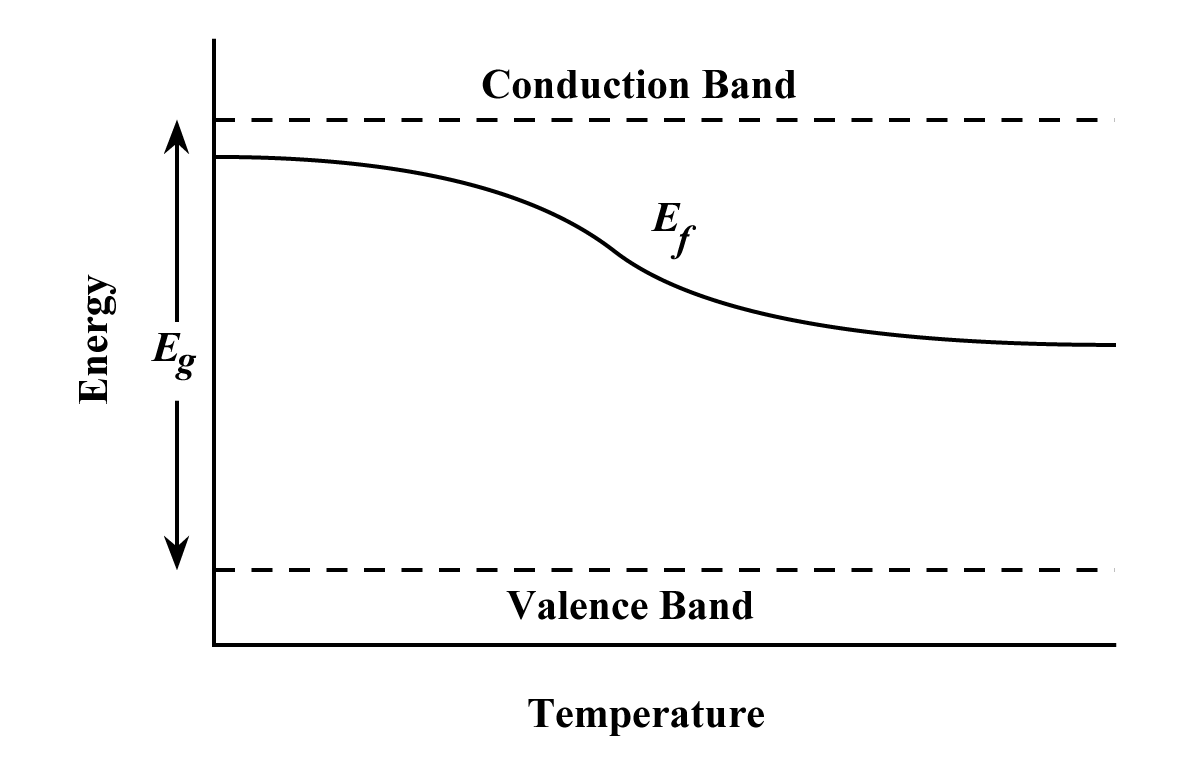 Conduction Band
E_f
Energy
E_g
Valence Band
Temperature